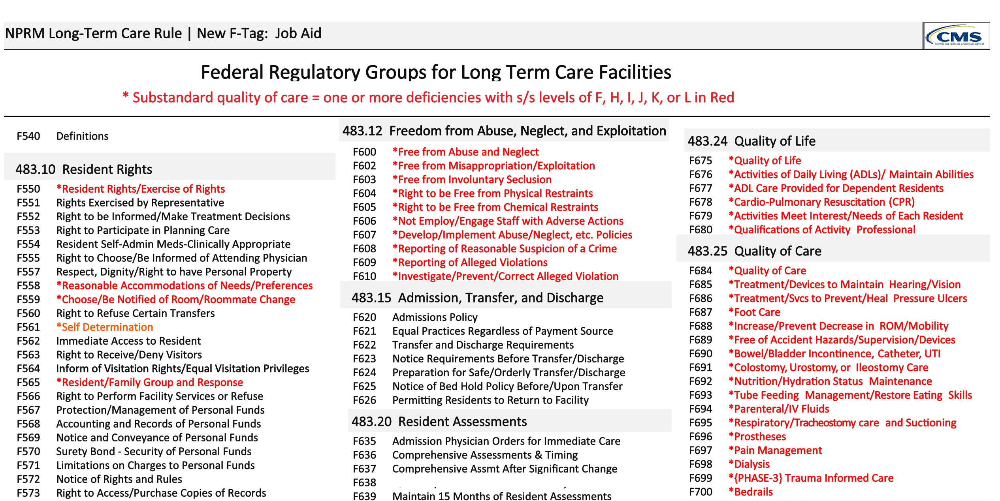 NPRM Long-Term Care Rule | New F-Tag: Job Aid
CMS
Federal Regulatory Groups for Long Term Care Facilities
* Substandard quality of care = one or more deficiencies with s/s levels of F, H, I, J, K, or L in Red
F540 Definitions
483.10 Resident Rights
F550 *Resident Rights/Exercise of Rights
F551 Rights Exercised by Representative
F552 Right to be Informed/Make Treatment Decisions
F553 Right to Participate in Planning Care
F554 Resident Self-Admin Meds-Clinically Appropriate
F555 Right to Choose/Be Informed of Attending Physician
F557 Respect, Dignity/Right to have Personal Property
F558 *Reasonable Accommodations of Needs/Preferences
F559 *Choose/Be Notified of Room/Roommate Change
F560 Right to Refuse Certain Transfers
F561 *Self Determination
F562 Immediate Access to Resident
F563 Right to Receive/Deny Visitors
F564 Inform of Visitation Rights/Equal Visitation Privileges
F565 *Resident/Family Group and Response
F566 Right to Perform Facility Services or Refuse
F567 Protection/Management of Personal Funds
F568 Accounting and Records of Personal Funds
F569 Notice and Conveyance of Personal Funds
F570 Surety Bond - Security of Personal Funds
F571 Limitations on Charges to Personal Funds
F572 Notice of Rights and Rules
F573 Right to Access/Purchase Copies of Records
483.12 Freedom from Abuse, Neglect, and Exploitation
F600 *Free from Abuse and Neglect
F602 *Free from Misappropriation/Exploitation
F603 *Free from Involuntary Seclusion
F604 *Right to be Free from Physical Restraints
F605 *Right to be Free from Chemical Restraints
F606 *Not Employ/Engage Staff with Adverse Actions
F607 *Develop/Implement Abuse/Neglect, etc. Policies
F608 *Reporting of Reasonable Suspicion of a Crime
F609 *Reporting of Alleged Violations
F610 *Investigate/Prevent/Correct Alleged Violation
483.15 Admission, Transfer, and Discharge
F620 Admissions Policy
F621 Equal Practices Regardless of Payment Source
F622 Transfer and Discharge Requirements
F623 Notice Requirements Before Transfer/Discharge
F624 Preparation for Safe/Orderly Transfer/Discharge
F625 Notice of Bed Hold Policy Before/Upon Transfer
F626 Permitting Residents to Return to Facility
483.20 Resident Assessments
F635 Admission Physician Orders for Immediate Care
F636 Comprehensive Assessments & Timing
F637 Comprehensive Assmt After Significant Change
F638
F639 Maintain 15 Months of Resident Assessments
483.24 Quality of Life
F675 *Quality of Life
F676 *Activities of Daily Living (ADLs)/ Maintain Abilities
F677 *ADL Care Provided for Dependent Residents
F678 *Cardio-Pulmonary Resuscitation (CPR)
F679 *Activities Meet Interest/Needs of Each Resident
F680 *Qualifications of Activity Professional
483.25 Quality of Care
F684 *Quality of Care
F685 *Treatment/Devices to Maintain Hearing/Vision
F686 *Treatment/Svcs to Prevent/Heal Pressure Ulcers
F687 *Foot Care
F688 *Increase/Prevent Decrease in ROM/Mobility
F689 *Free of Accident Hazards/Supervision/Devices
F690 *Bowel/Bladder Incontinence, Catheter, UTI
F691 *Colostomy, Urostomy, or Ileostomy Care
F692 *Nutrition/Hydration Status Maintenance
F693 *Tube Feeding Management/Restore Eating Skills
F694 *Parenteral/IV Fluids
F695 *Respiratory/Tracheostomy care and Suctioning
F696 *Prostheses
F697 *Pain Management
F698 *Dialysis
F699 *{PHASE-3} Trauma Informed Care
F700 *Bedrails